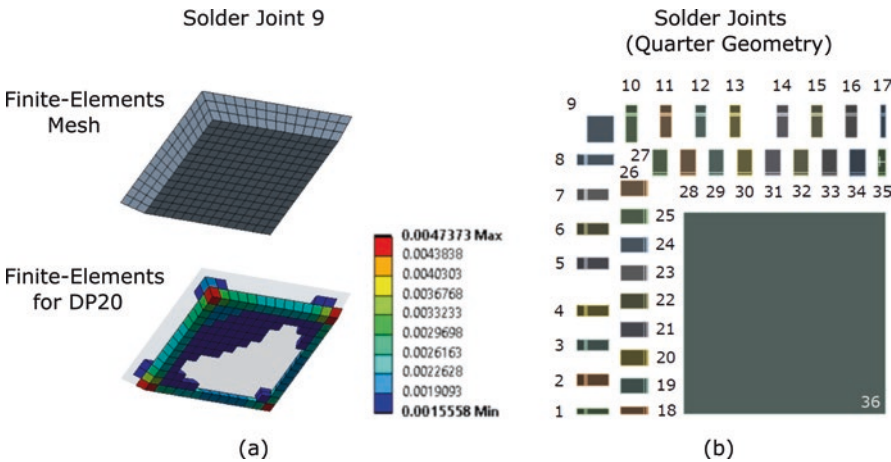 Solder Joint 9
Finite-Elements
Mesh
Finite-Elements
for DP20
0.0047373 Max
0.0043838
0.0040303
0.0036768
0.0033233
0.0029698
0.0026163
0.0022628
0.0019093
0.0015558 Min
(a)
Solder Joints
(Quarter Geometry)
10 11 12 13 14 15 16 17
9
8
27
26
7
28 29 30 31 32 33 34 35
6
25
5
24
23
4
22
3
21
2
20
19
1
18
36
(b)